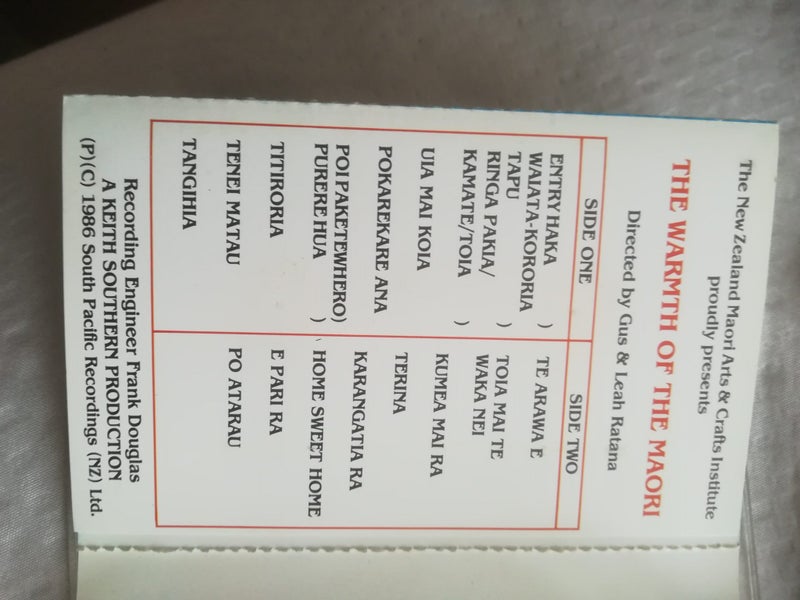 The New Zealand Maori Arts & Crafts Institute
proudly presents
THE WARMTH OF THE MAORI
Directed by Gus & Leah Ratana
SIDE ONE
ENTRY HAKA )
WAIATA-KORORIA
TAPU )
RINGA PAKIA/
KAMATE/TOIA )
UIA MAI KOIA
POKAREKARE ANA
POI PAKETEWHERO)
PURERE HUA )
TITIRORIA
TENEI MATAU
TANGIHIA
SIDE TWO
TE ARAWA E
TOIA MAI TE
WAKA NEI
KUMEA MAI RA
TERINA
KARANGATIA RA
HOME SWEET HOME
E PARI RA
PO ATARAU
Recording Engineer Frank Douglas
A KEITH SOUTHERN PRODUCTION
(P)(C) 1986 South Pacific Recordings (NZ) Ltd.